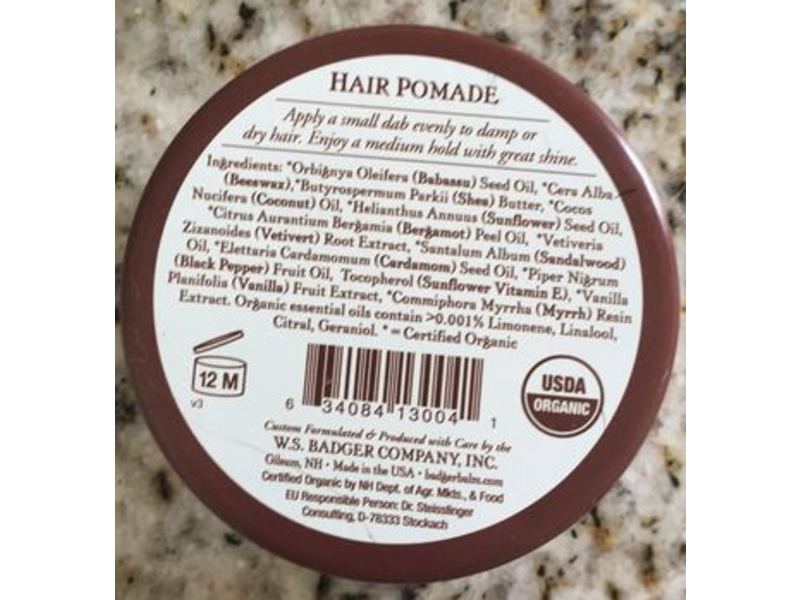 HAIR POMADE
Apply a small dab evenly to damp or
dry hair. Enjoy a medium hold with great shine.
Ingredients: *Orbignya Oleifera (Babassu) Seed Oil, *Cera Alba
(Beeswax), *Butyrospermum Parkii (Shea) Butter, *Cocos
Nucifera (Coconut) Oil, *Helianthus Annuus (Sunflower) Seed Oil,
*Citrus Aurantium Bergamia (Bergamot) Peel Oil, *Vetiveria
Zizanoides (Vetivert) Root Extract, *Santalum Album (Sandalwood)
Oil, *Elettaria Cardamomum (Cardamom) Seed Oil, *Piper Nigrum
(Black Pepper) Fruit Oil, Tocopherol (Sunflower Vitamin E), *Vanilla
Planifolia (Vanilla) Fruit Extract, *Commiphora Myrrha (Myrrh) Resin
Extract. Organic essential oils contain >0.001% Limonene, Linalool,
Citral, Geraniol. * = Certified Organic
12 M
v3
6 34084 13004 1
USDA
ORGANIC
Custom Formulated & Produced with Care by the
W.S. BADGER COMPANY, INC.
Gilsum, NH · Made in the USA · badgerbalm.com
Certified Organic by NH Dept. of Agr. Mkts., & Food
EU Responsible Person: Dr. Steisslinger
Consulting, D-78333 Stockach